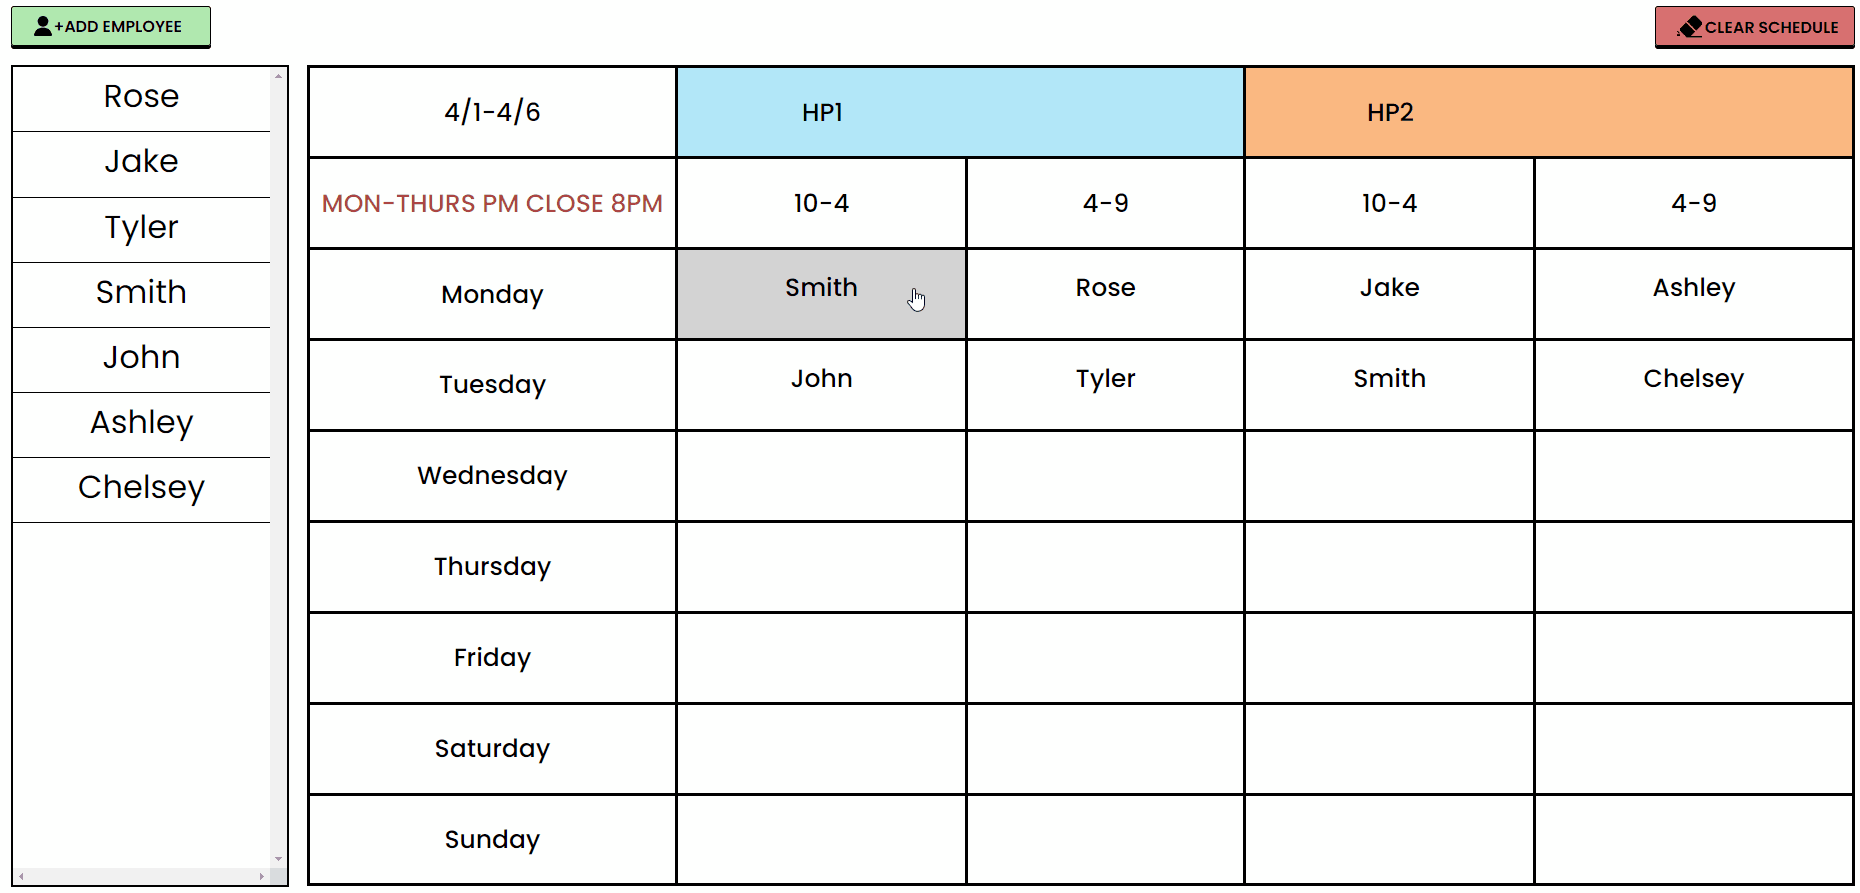 +ADD EMPLOYEE
CLEAR SCHEDULE
Rose
Jake
Tyler
Smith
John
Ashley
Chelsey
4/1-4/6 HP1 HP2
MON-THURS PM CLOSE 8PM 10-4 4-9 10-4 4-9
Monday Smith Rose Jake Ashley
Tuesday John Tyler Smith Chelsey
Wednesday
Thursday
Friday
Saturday
Sunday